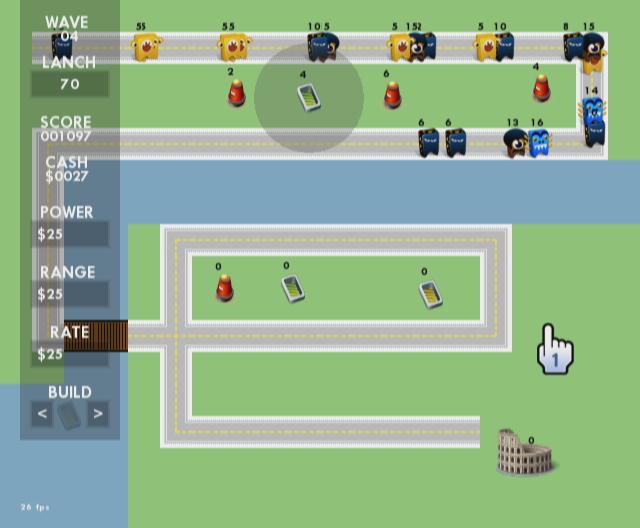 WAVE
04
LANCH
70
SCORE
001097
CASH
$0027
POWER
$25
RANGE
$25
RATE
$25
BUILD
< >
26 fps
55 55 10 5 5 152 5 10 8 15
2 4 6 4
14
6 6 13 16
0 0 0
1
0